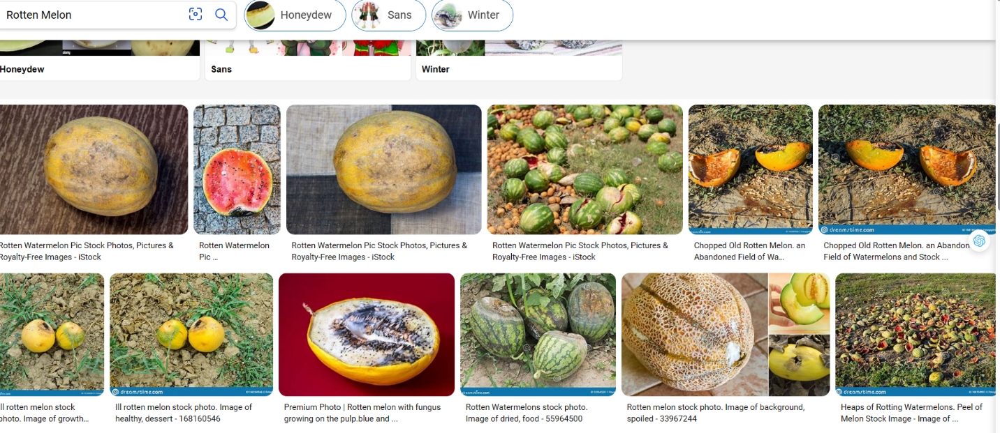 Rotten Melon
Honeydew
Sans
Winter
Honeydew
Sans
Winter
Rotten Watermelon Pic Stock Photos, Pictures &
Royalty-Free Images - iStock
Rotten Watermelon
Pic ...
Rotten Watermelon Pic Stock Photos, Pictures &
Royalty-Free Images - iStock
Rotten Watermelon Pic Stock Photos, Pictures &
Royalty-Free Images - iStock
dreamstime.com
Chopped Old Rotten Melon. an
Abandoned Field of Wa...
dreamstime.com
Chopped Old Rotten Melon. an Abandon
Field of Watermelons and Stock ...
ll rotten melon stock
photo. Image of growth...
dreamstime.com
Ill rotten melon stock photo. Image of
healthy, dessert - 168160546
Premium Photo | Rotten melon with fungus
growing on the pulp.blue and ...
dreamstime.com
Rotten Watermelons stock photo.
Image of dried, food - 55964500
Rotten melon stock photo. Image of background,
spoiled - 33967244
dreamstime.com
Heaps of Rotting Watermelons. Peel of
Melon Stock Image - Image of ...